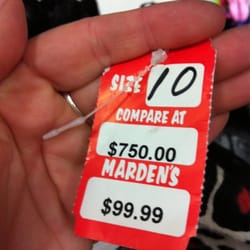 SIZE 10
COMPARE AT
$750.00
MARDEN'S
$99.99